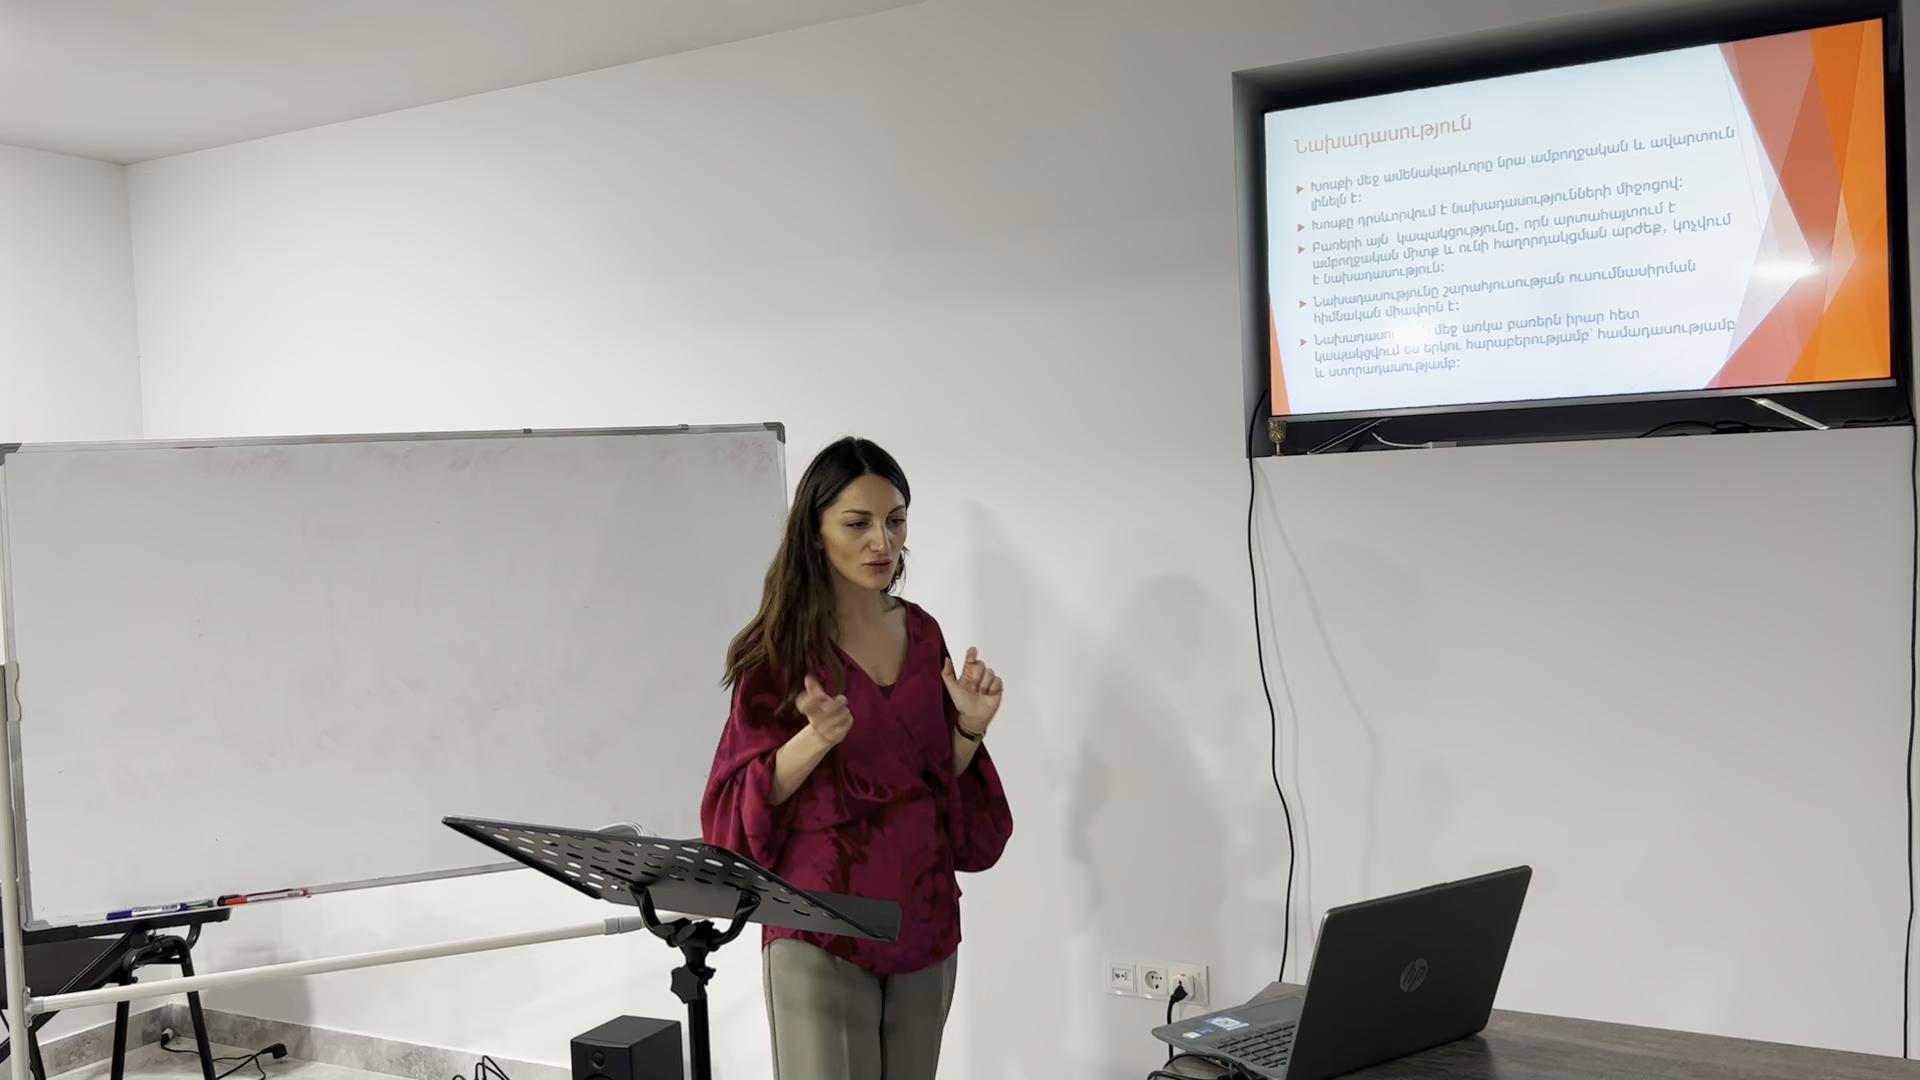 Նախադասություն
Խոսքի մեջ ամենակարևորը նրա ամբողջական և ավարտուն
լինելն է:
Խոսքը դրսևորվում է նախադասությունների միջոցով:
Բառերի այն կապակցությունը, որն արտահայտում է
ամբողջական միտք և ունի հաղորդակցման արժեք, կոչվում
է նախադասություն:
Նախադասությունը շարահյուսության ուսումնասիրման
հիմնական միավորն է:
մեջ առկա բառերն իրար հետ
կապակցվում են երկու հարաբերությամբ՝ համադասությամբ
և ստորադասությամբ:
hp